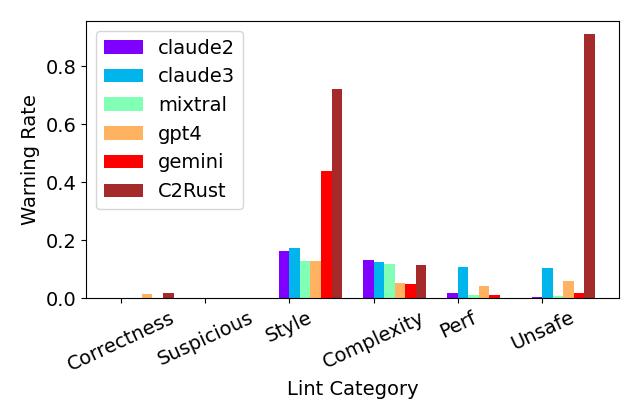 claude2
claude3
mixtral
gpt4
gemini
C2Rust
Warning Rate
0.8
0.6
0.4
0.2
0.0
Correctness
Suspicious
Style
Complexity
Perf
Unsafe
Lint Category